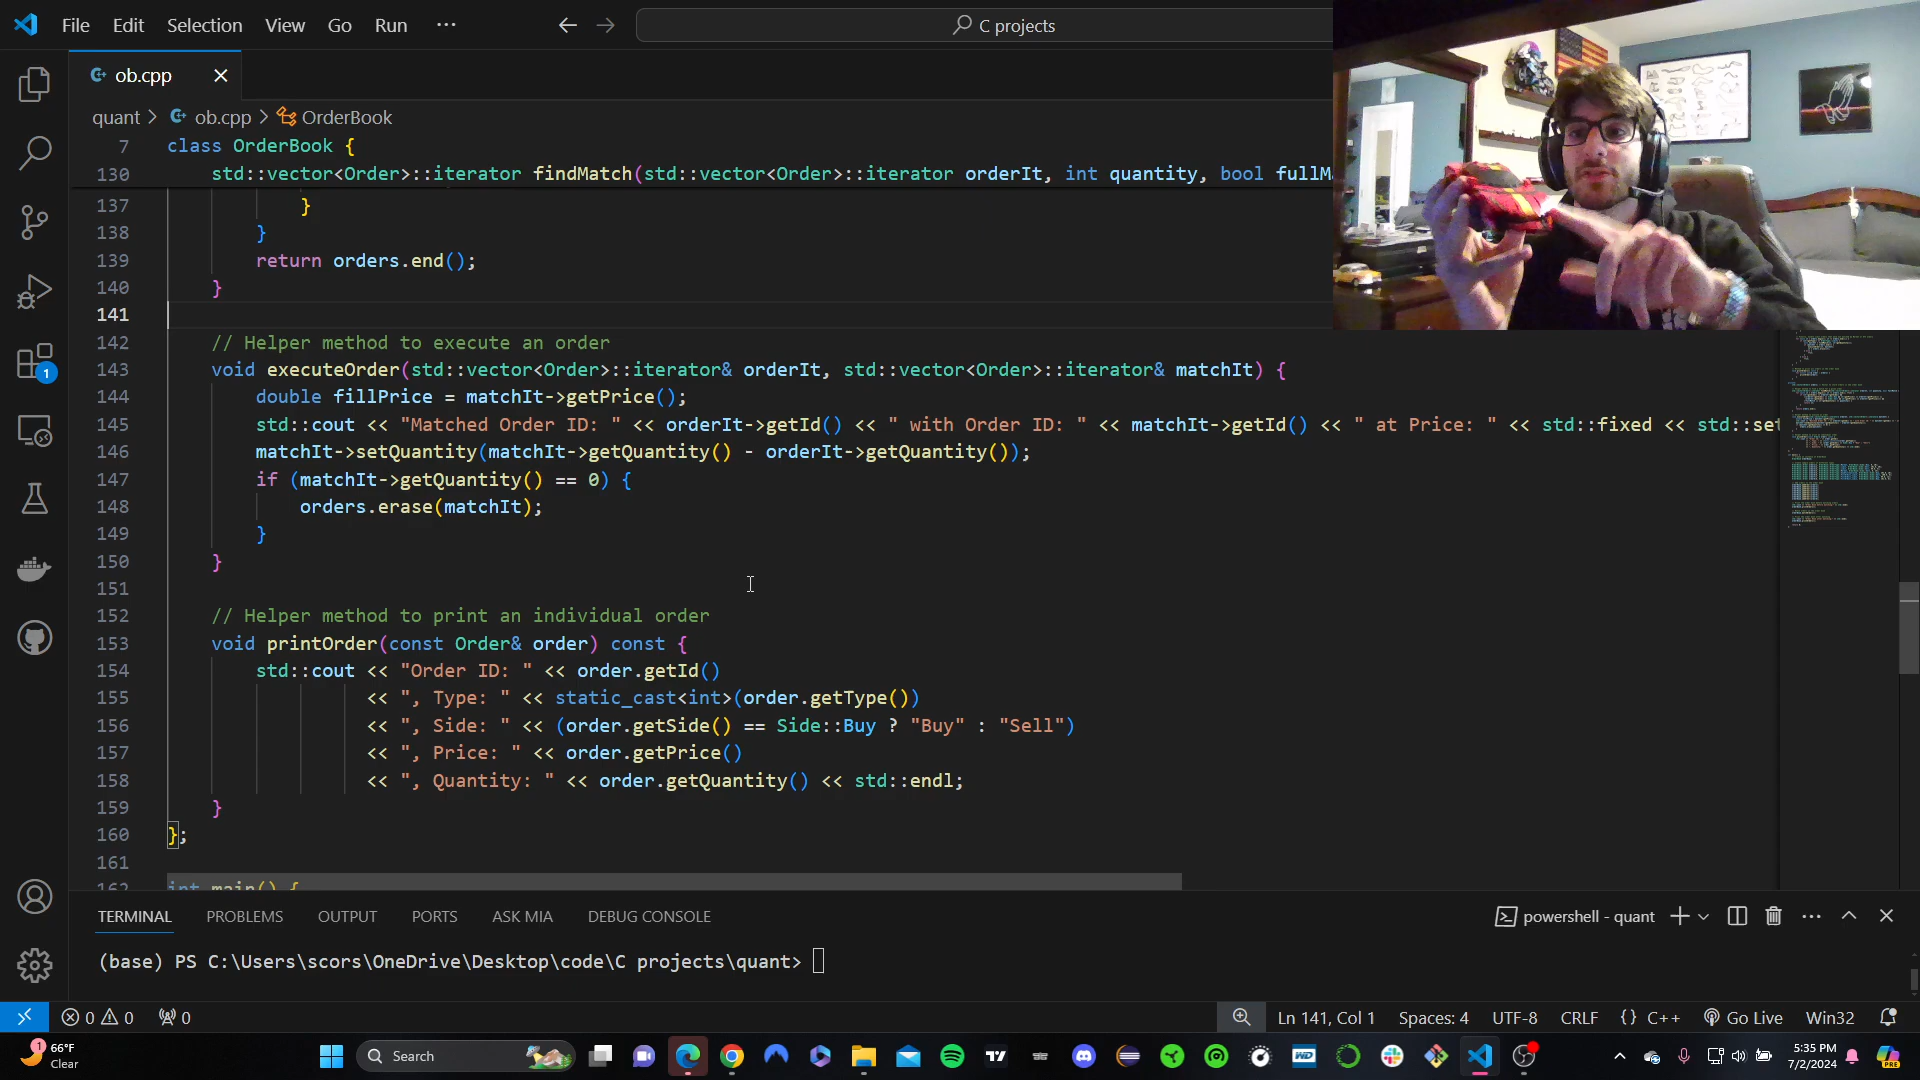 File Edit Selection View Go Run ···
C projects
ob.cpp
quant > ob.cpp > OrderBook
7 class OrderBook {
130 std::vector<Order>::iterator findMatch(std::vector<Order>::iterator orderIt, int quantity, bool fullM
137 }
138 }
139 return orders.end();
140 }
141
142 // Helper method to execute an order
143 void executeOrder(std::vector<Order>::iterator& orderIt, std::vector<Order>::iterator& matchIt) {
144 double fillPrice = matchIt->getPrice();
145 std::cout << "Matched Order ID: " << orderIt->getId() << " with Order ID: " << matchIt->getId() << " at Price: " << std::fixed << std::set
146 matchIt->setQuantity(matchIt->getQuantity() - orderIt->getQuantity());
147 if (matchIt->getQuantity() == 0) {
148 orders.erase(matchIt);
149 }
150 }
151
152 // Helper method to print an individual order
153 void printOrder(const Order& order) const {
154 std::cout << "Order ID: " << order.getId()
155 << ", Type: " << static_cast<int>(order.getType())
156 << ", Side: " << (order.getSide() == Side::Buy ? "Buy" : "Sell")
157 << ", Price: " << order.getPrice()
158 << ", Quantity: " << order.getQuantity() << std::endl;
159 }
160 };
161
162 int main() {
1
TERMINAL PROBLEMS OUTPUT PORTS ASK MIA DEBUG CONSOLE
powershell - quant
(base) PS C:\Users\scors\OneDrive\Desktop\code\C projects\quant>
0 0 0
Ln 141, Col 1 Spaces: 4 UTF-8 CRLF {} C++ Go Live Win32
1 66°F
Clear
Search
WD
PRE
5:35 PM
7/2/2024